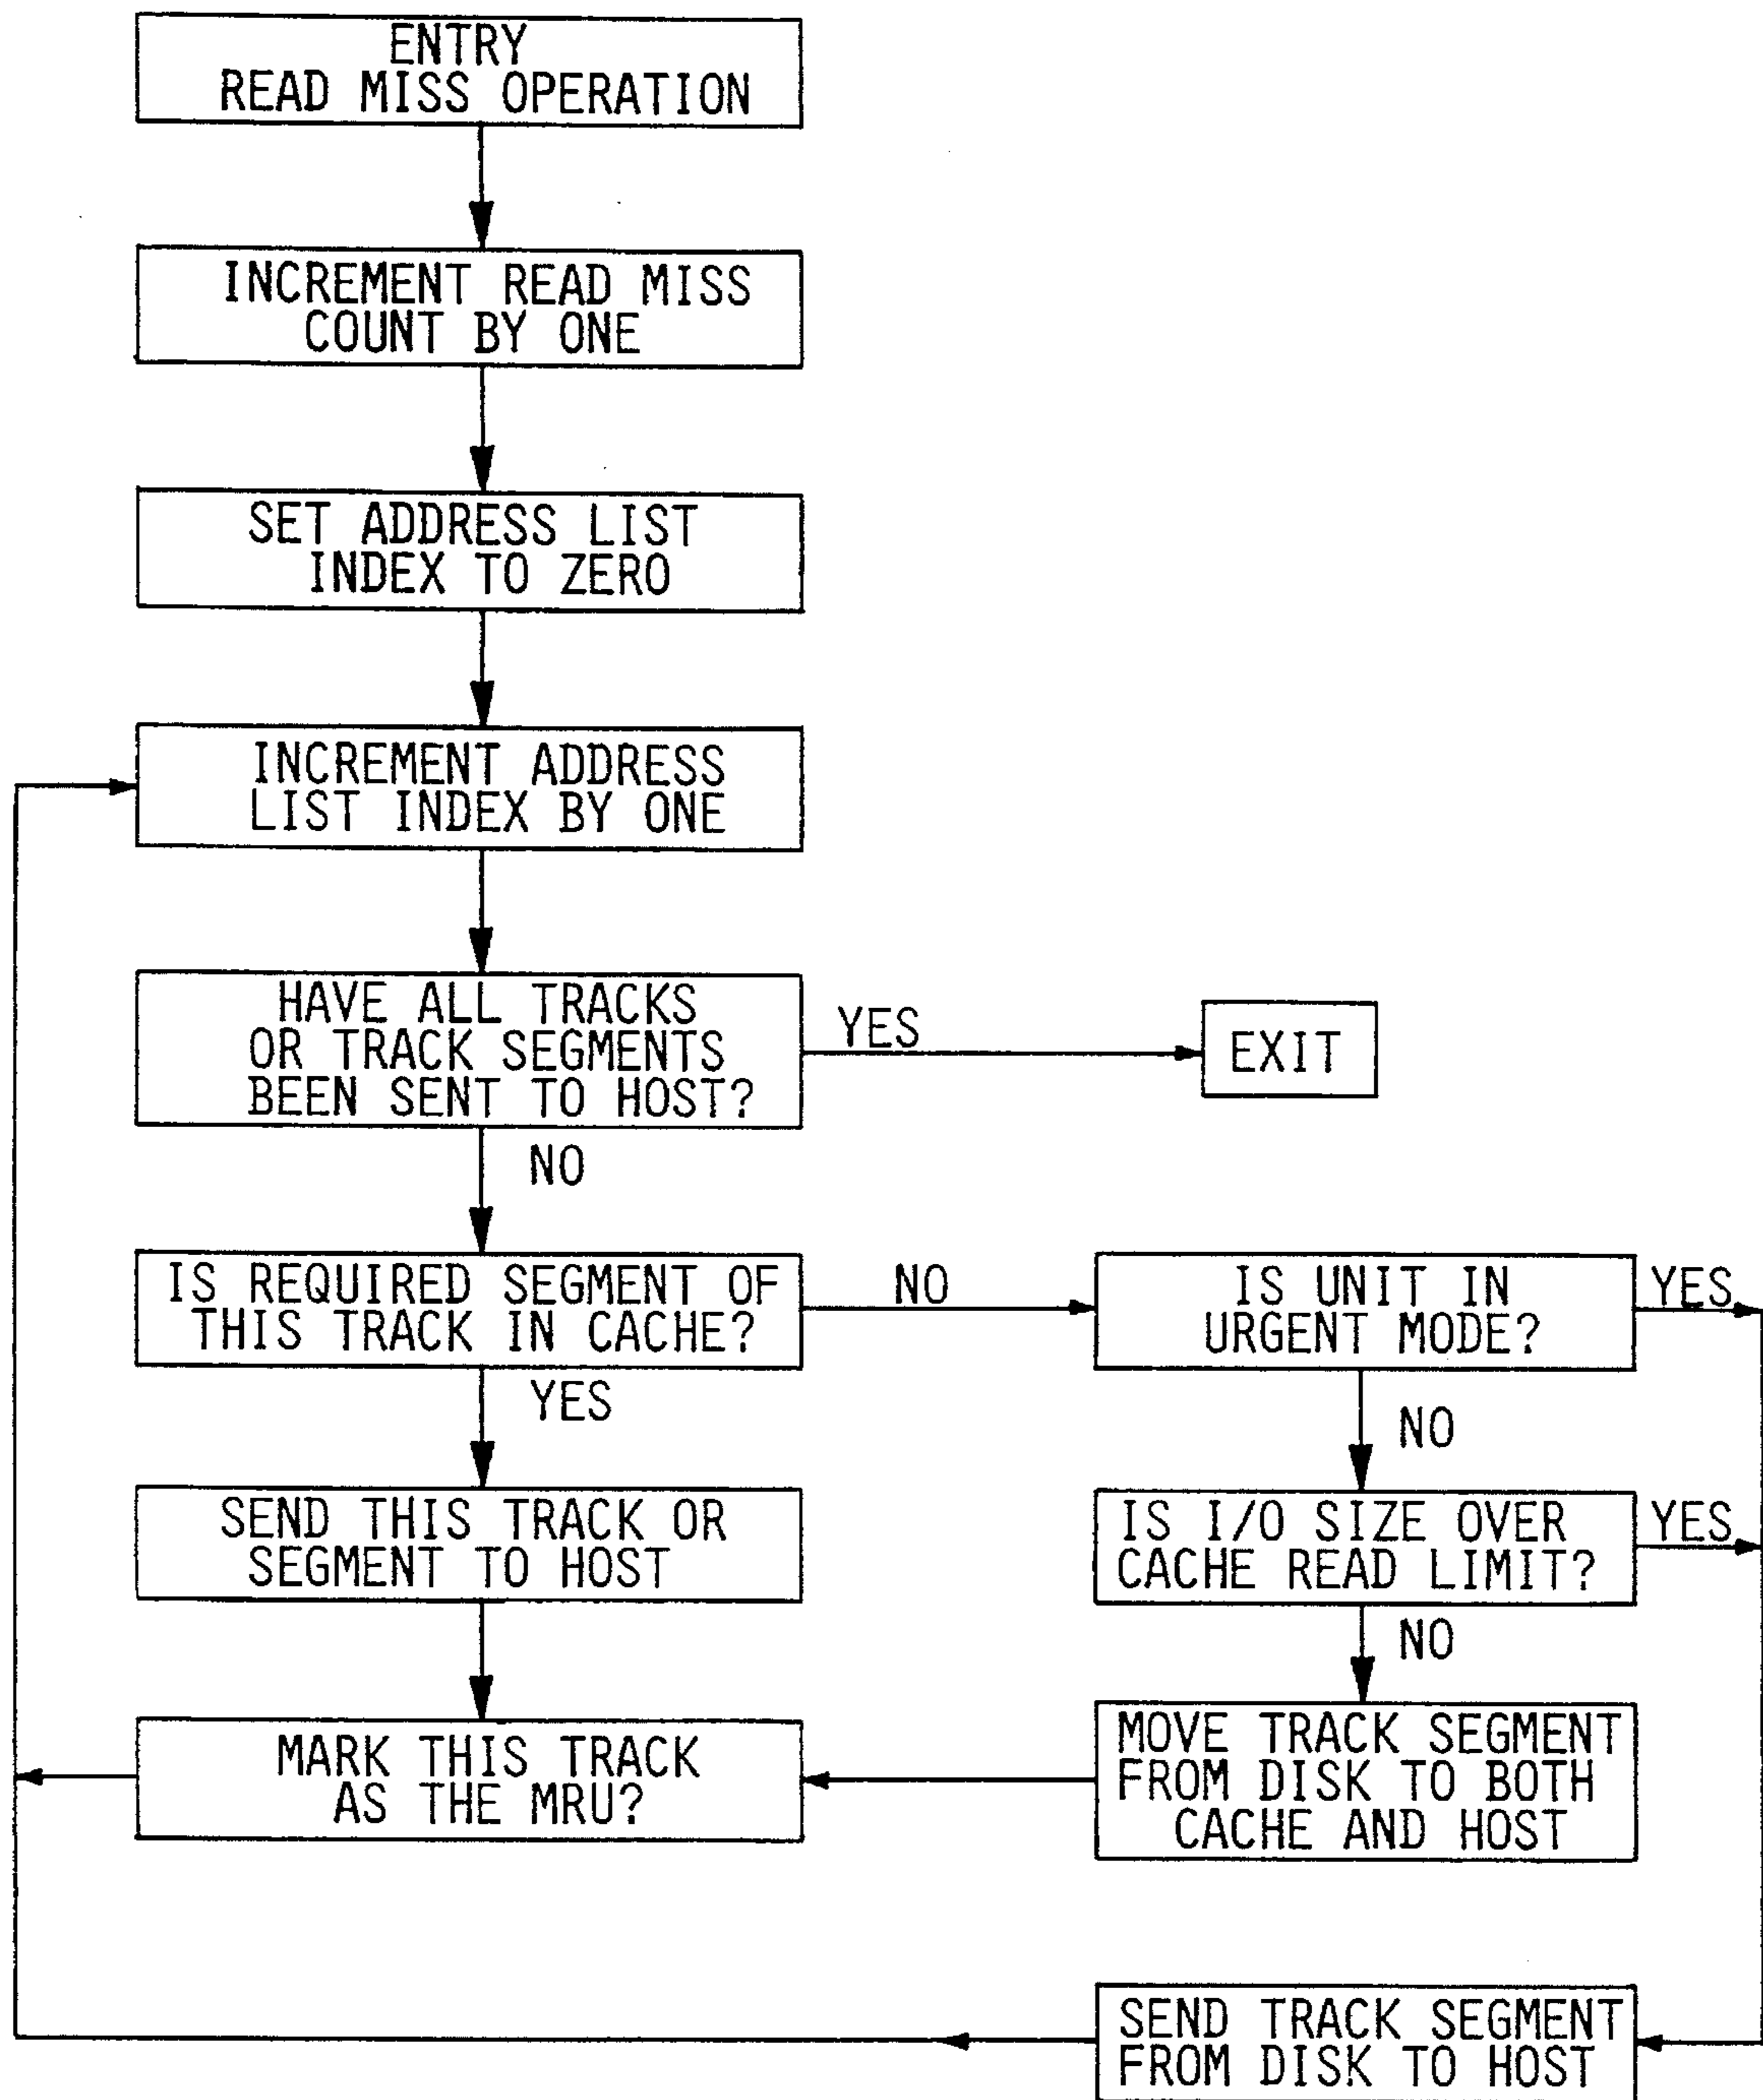 ENTRY
READ MISS OPERATION
INCREMENT READ MISS
COUNT BY ONE
SET ADDRESS LIST
INDEX TO ZERO
INCREMENT ADDRESS
LIST INDEX BY ONE
HAVE ALL TRACKS
OR TRACK SEGMENTS
BEEN SENT TO HOST?
YES
EXIT
NO
IS REQUIRED SEGMENT OF
THIS TRACK IN CACHE?
NO
IS UNIT IN
URGENT MODE?
YES
YES
NO
SEND THIS TRACK OR
SEGMENT TO HOST
IS I/O SIZE OVER
CACHE READ LIMIT?
YES
NO
MARK THIS TRACK
AS THE MRU?
MOVE TRACK SEGMENT
FROM DISK TO BOTH
CACHE AND HOST
SEND TRACK SEGMENT
FROM DISK TO HOST